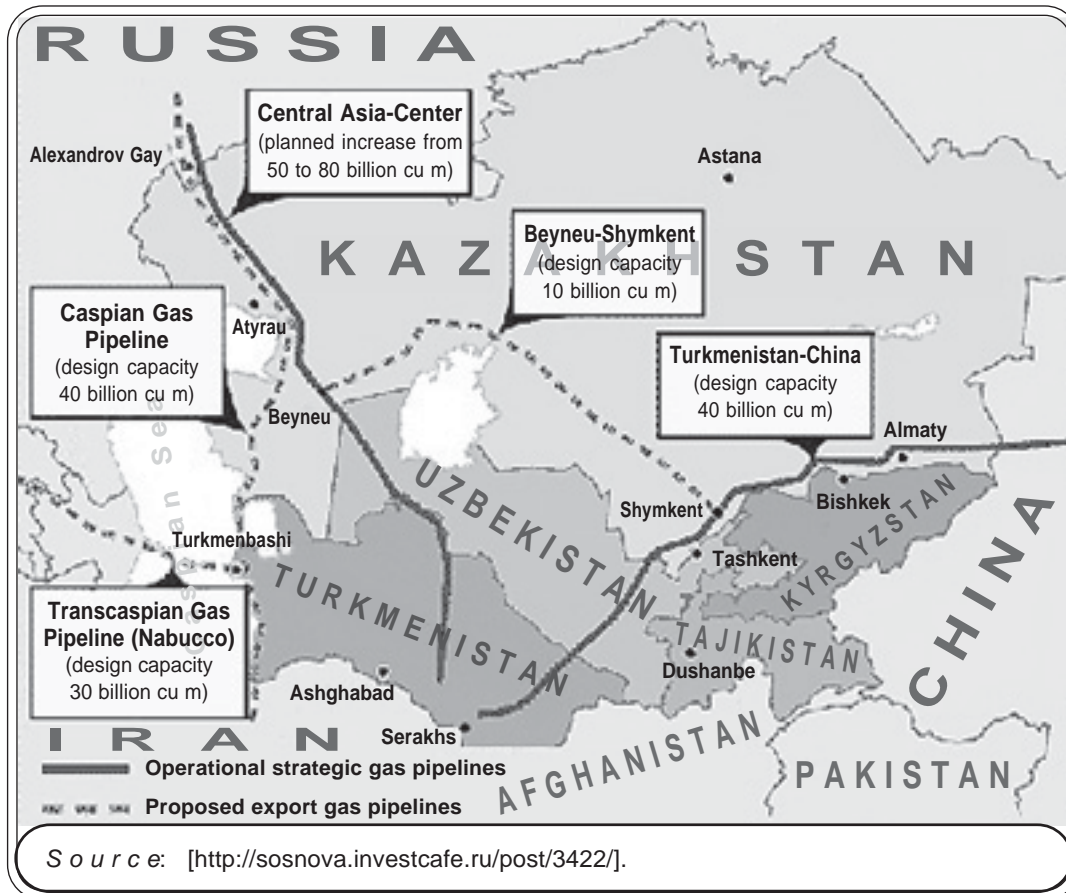 RUSSIA
Central Asia-Center
(planned increase from
50 to 80 billion cu m)
Alexandrov Gay
Astana
KAZAKHSTAN
Beyneu-Shymkent
(design capacity
10 billion cu m)
Caspian Gas
Pipeline
(design capacity
40 billion cu m)
Atyrau
Turkmenistan-China
(design capacity
40 billion cu m)
Beyneu
Almaty
Caspian Sea
UZBEKISTAN
Shymkent
Bishkek
Tashkent
KYRGYZSTAN
CHINA
Turkmenbashi
TURKMENISTAN
Transcaspian Gas
Pipeline (Nabucco)
(design capacity
30 billion cu m)
TAJIKISTAN
Dushanbe
Ashghabad
Serakhs
IRAN
AFGHANISTAN
PAKISTAN
Operational strategic gas pipelines
Proposed export gas pipelines
Source: [http://sosnova.investcafe.ru/post/3422/].